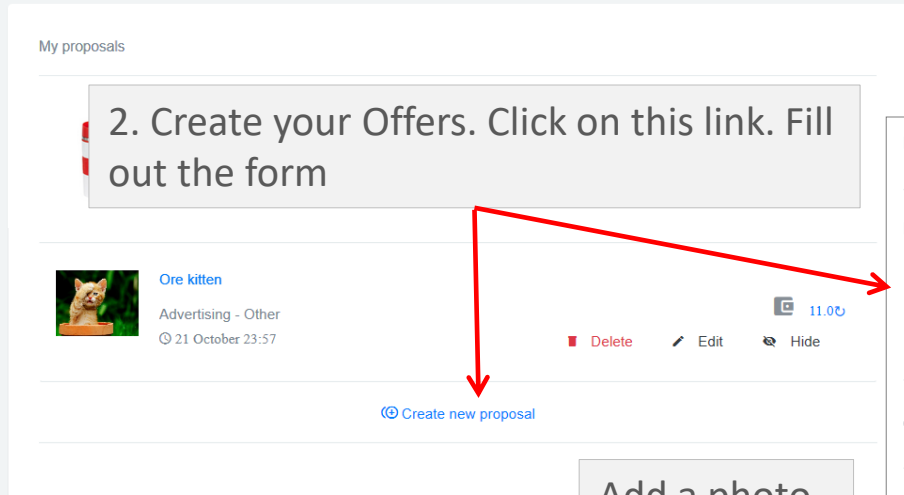 My proposals
2. Create your Offers. Click on this link. Fill
out the form
Ore kitten
Advertising - Other
21 October 23:57
11.0
Delete
Edit
Hide
Create new proposal
Add a photo